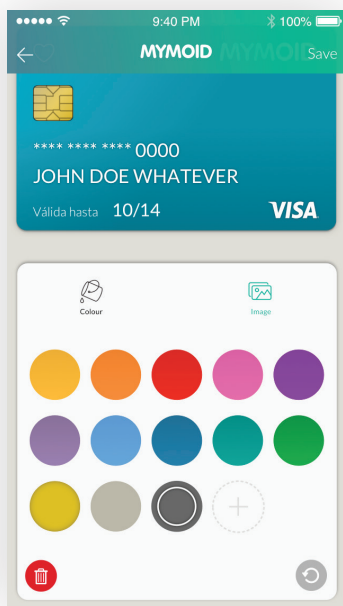 9:40 PM 100%
MYMOID MYMOID Save
**** **** **** 0000
JOHN DOE WHATEVER
Válida hasta 10/14 VISA
Colour Image